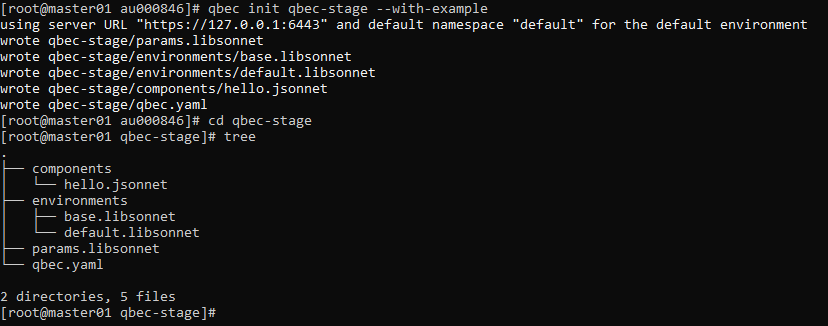 [root@master01 au000846]# qbec init qbec-stage --with-example
using server URL "https://127.0.0.1:6443" and default namespace "default" for the default environment
wrote qbec-stage/params.libsonnet
wrote qbec-stage/environments/base.libsonnet
wrote qbec-stage/environments/default.libsonnet
wrote qbec-stage/components/hello.jsonnet
wrote qbec-stage/qbec.yaml
[root@master01 au000846]# cd qbec-stage
[root@master01 qbec-stage]# tree
.
├── components
│   └── hello.jsonnet
├── environments
│   ├── base.libsonnet
│   └── default.libsonnet
├── params.libsonnet
└── qbec.yaml
2 directories, 5 files
[root@master01 qbec-stage]#